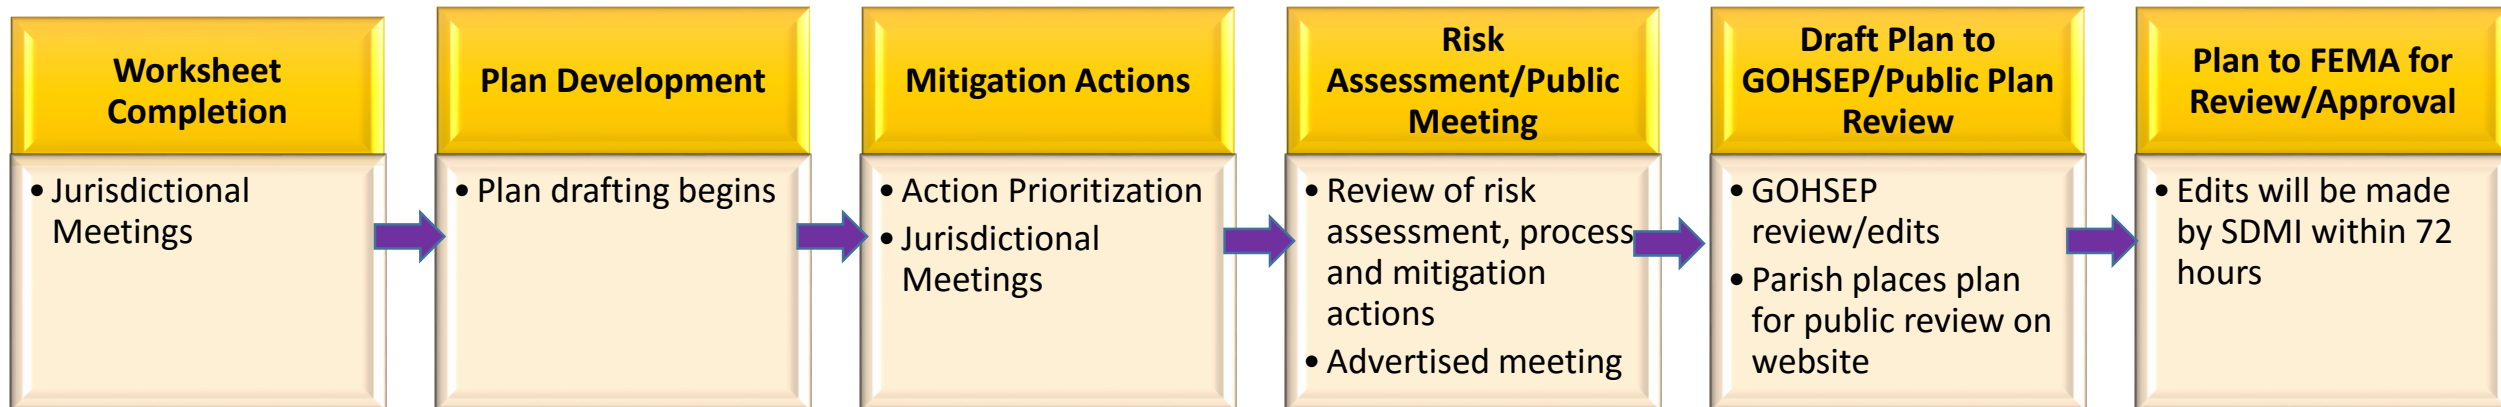 Worksheet
Completion
• Jurisdictional
Meetings
Plan Development
• Plan drafting begins
Mitigation Actions
• Action Prioritization
• Jurisdictional
Meetings
Risk
Assessment/Public
Meeting
• Review of risk
assessment, process
and mitigation
actions
• Advertised meeting
Draft Plan to
GOHSEP/Public Plan
Review
• GOHSEP
review/edits
• Parish places plan
for public review on
website
Plan to FEMA for
Review/Approval
• Edits will be made
by SDMI within 72
hours